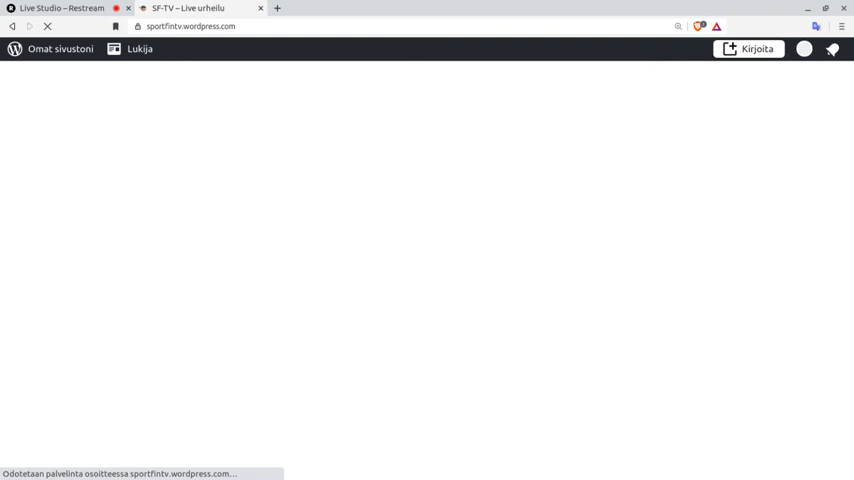 Live Studio – Restream
SF-TV – Live urheilu
sportfintv.wordpress.com
Omat sivustoni
Lukija
Kirjoita
Odotetaan palvelinta osoitteessa sportfintv.wordpress.com…